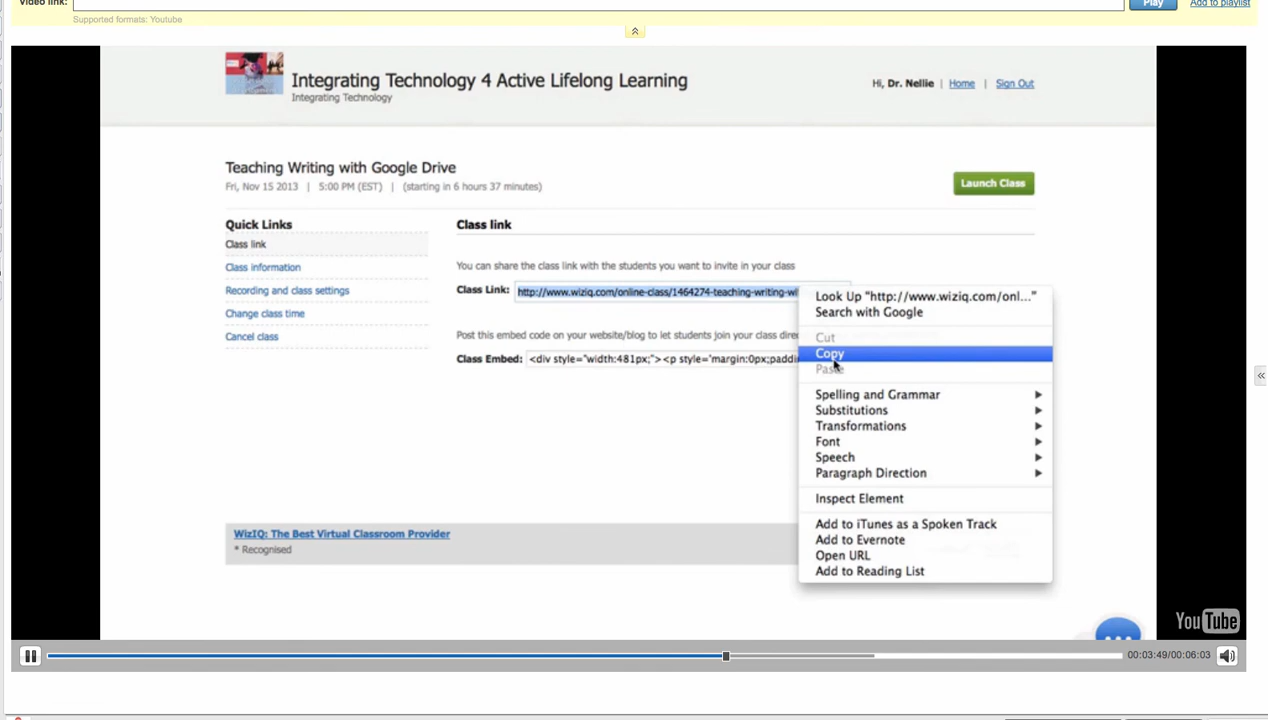 Video link:
Play
Add to playlist
Supported formats: Youtube
Integrating Technology 4 Active Lifelong Learning
Integrating Technology
Hi, Dr. Nellie | Home | Sign Out
Teaching Writing with Google Drive
Fri, Nov 15 2013 | 5:00 PM (EST) | (starting in 6 hours 37 minutes)
Launch Class
Quick Links
Class link
Class information
Recording and class settings
Change class time
Cancel class
Class link
You can share the class link with the students you want to invite in your class
Class Link: http://www.wiziq.com/online-class/1464274-teaching-writing-wi
Post this embed code on your website/blog to let students join your class direc
Class Embed: <div style="width:481px;"><p style='margin:0px;paddin
Look Up "http://www.wiziq.com/onl..."
Search with Google
Cut
Copy
Paste
Spelling and Grammar
Substitutions
Transformations
Font
Speech
Paragraph Direction
Inspect Element
Add to iTunes as a Spoken Track
Add to Evernote
Open URL
Add to Reading List
WizIQ: The Best Virtual Classroom Provider
* Recognised
YouTube
00:03:49/00:06:03